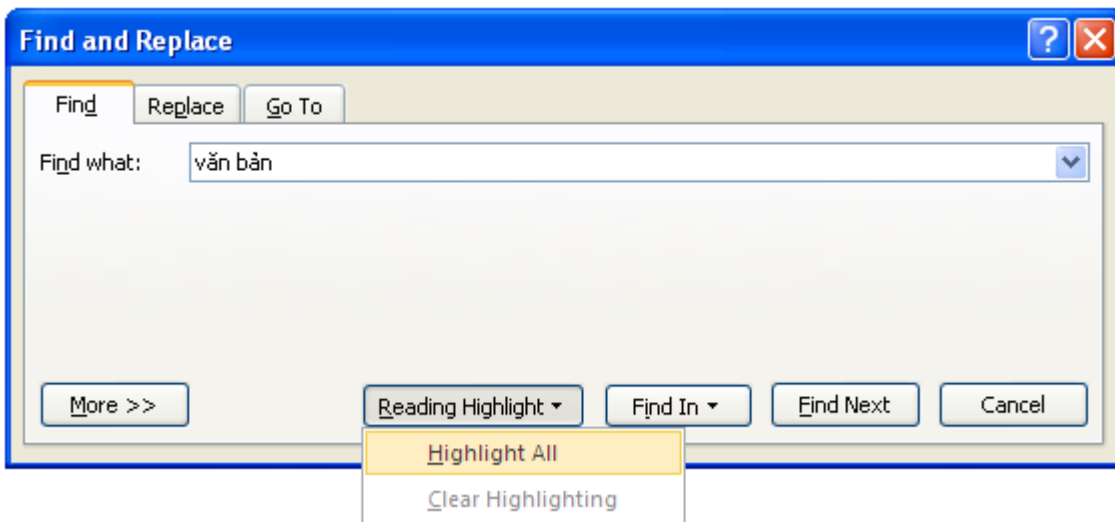 Find and Replace
Find Replace Go To
Find what: văn bản
More >> Reading Highlight Find In Find Next Cancel
Highlight All
Clear Highlighting